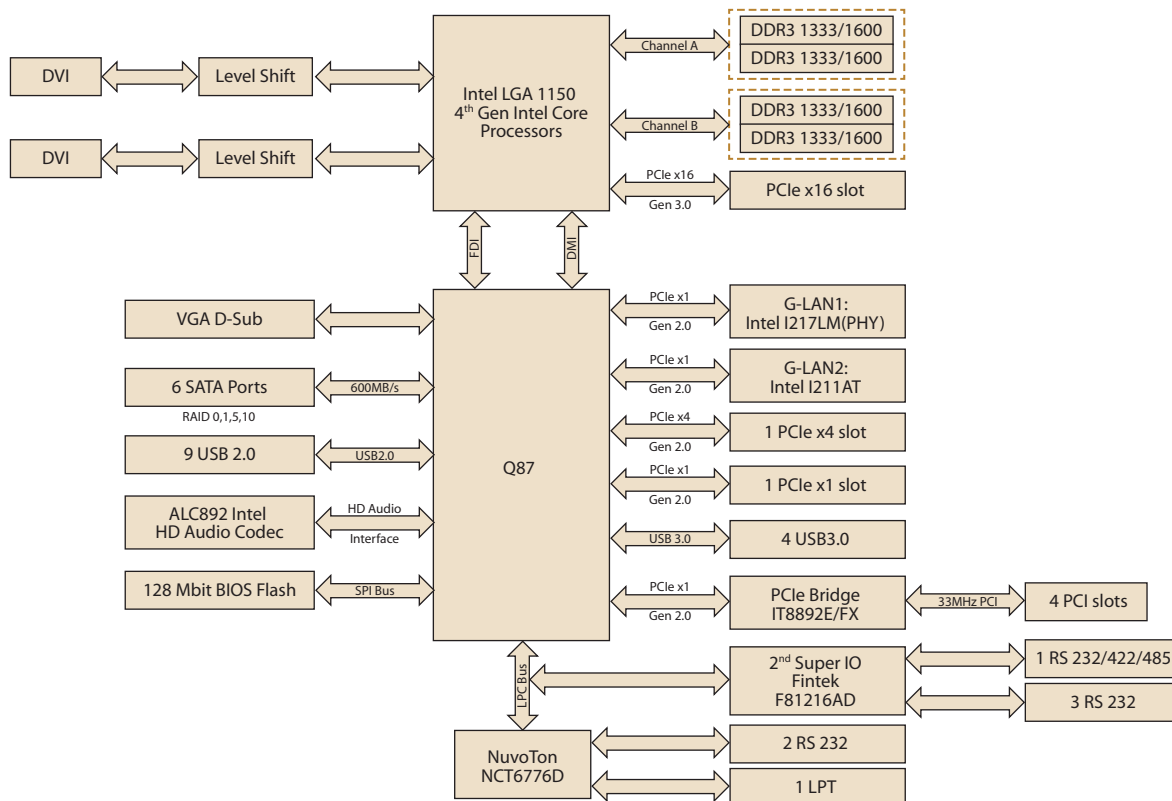 DVI
Level Shift
DVI
Level Shift
Intel LGA 1150
4th Gen Intel Core
Processors
Channel A
DDR3 1333/1600
DDR3 1333/1600
Channel B
DDR3 1333/1600
DDR3 1333/1600
PCIe x16
Gen 3.0
PCIe x16 slot
FDI
DMI
VGA D-Sub
6 SATA Ports
600MB/s
RAID 0,1,5,10
9 USB 2.0
USB2.0
ALC892 Intel
HD Audio Codec
HD Audio
Interface
128 Mbit BIOS Flash
SPI Bus
Q87
PCIe x1
Gen 2.0
G-LAN1:
Intel I217LM(PHY)
PCIe x1
Gen 2.0
G-LAN2:
Intel I211AT
PCIe x4
Gen 2.0
1 PCIe x4 slot
PCIe x1
Gen 2.0
1 PCIe x1 slot
USB 3.0
4 USB3.0
PCIe x1
Gen 2.0
PCIe Bridge
IT8892E/FX
33MHz PCI
4 PCI slots
LPC Bus
2nd Super IO
Fintek
F81216AD
1 RS 232/422/485
3 RS 232
NuvoTon
NCT6776D
2 RS 232
1 LPT